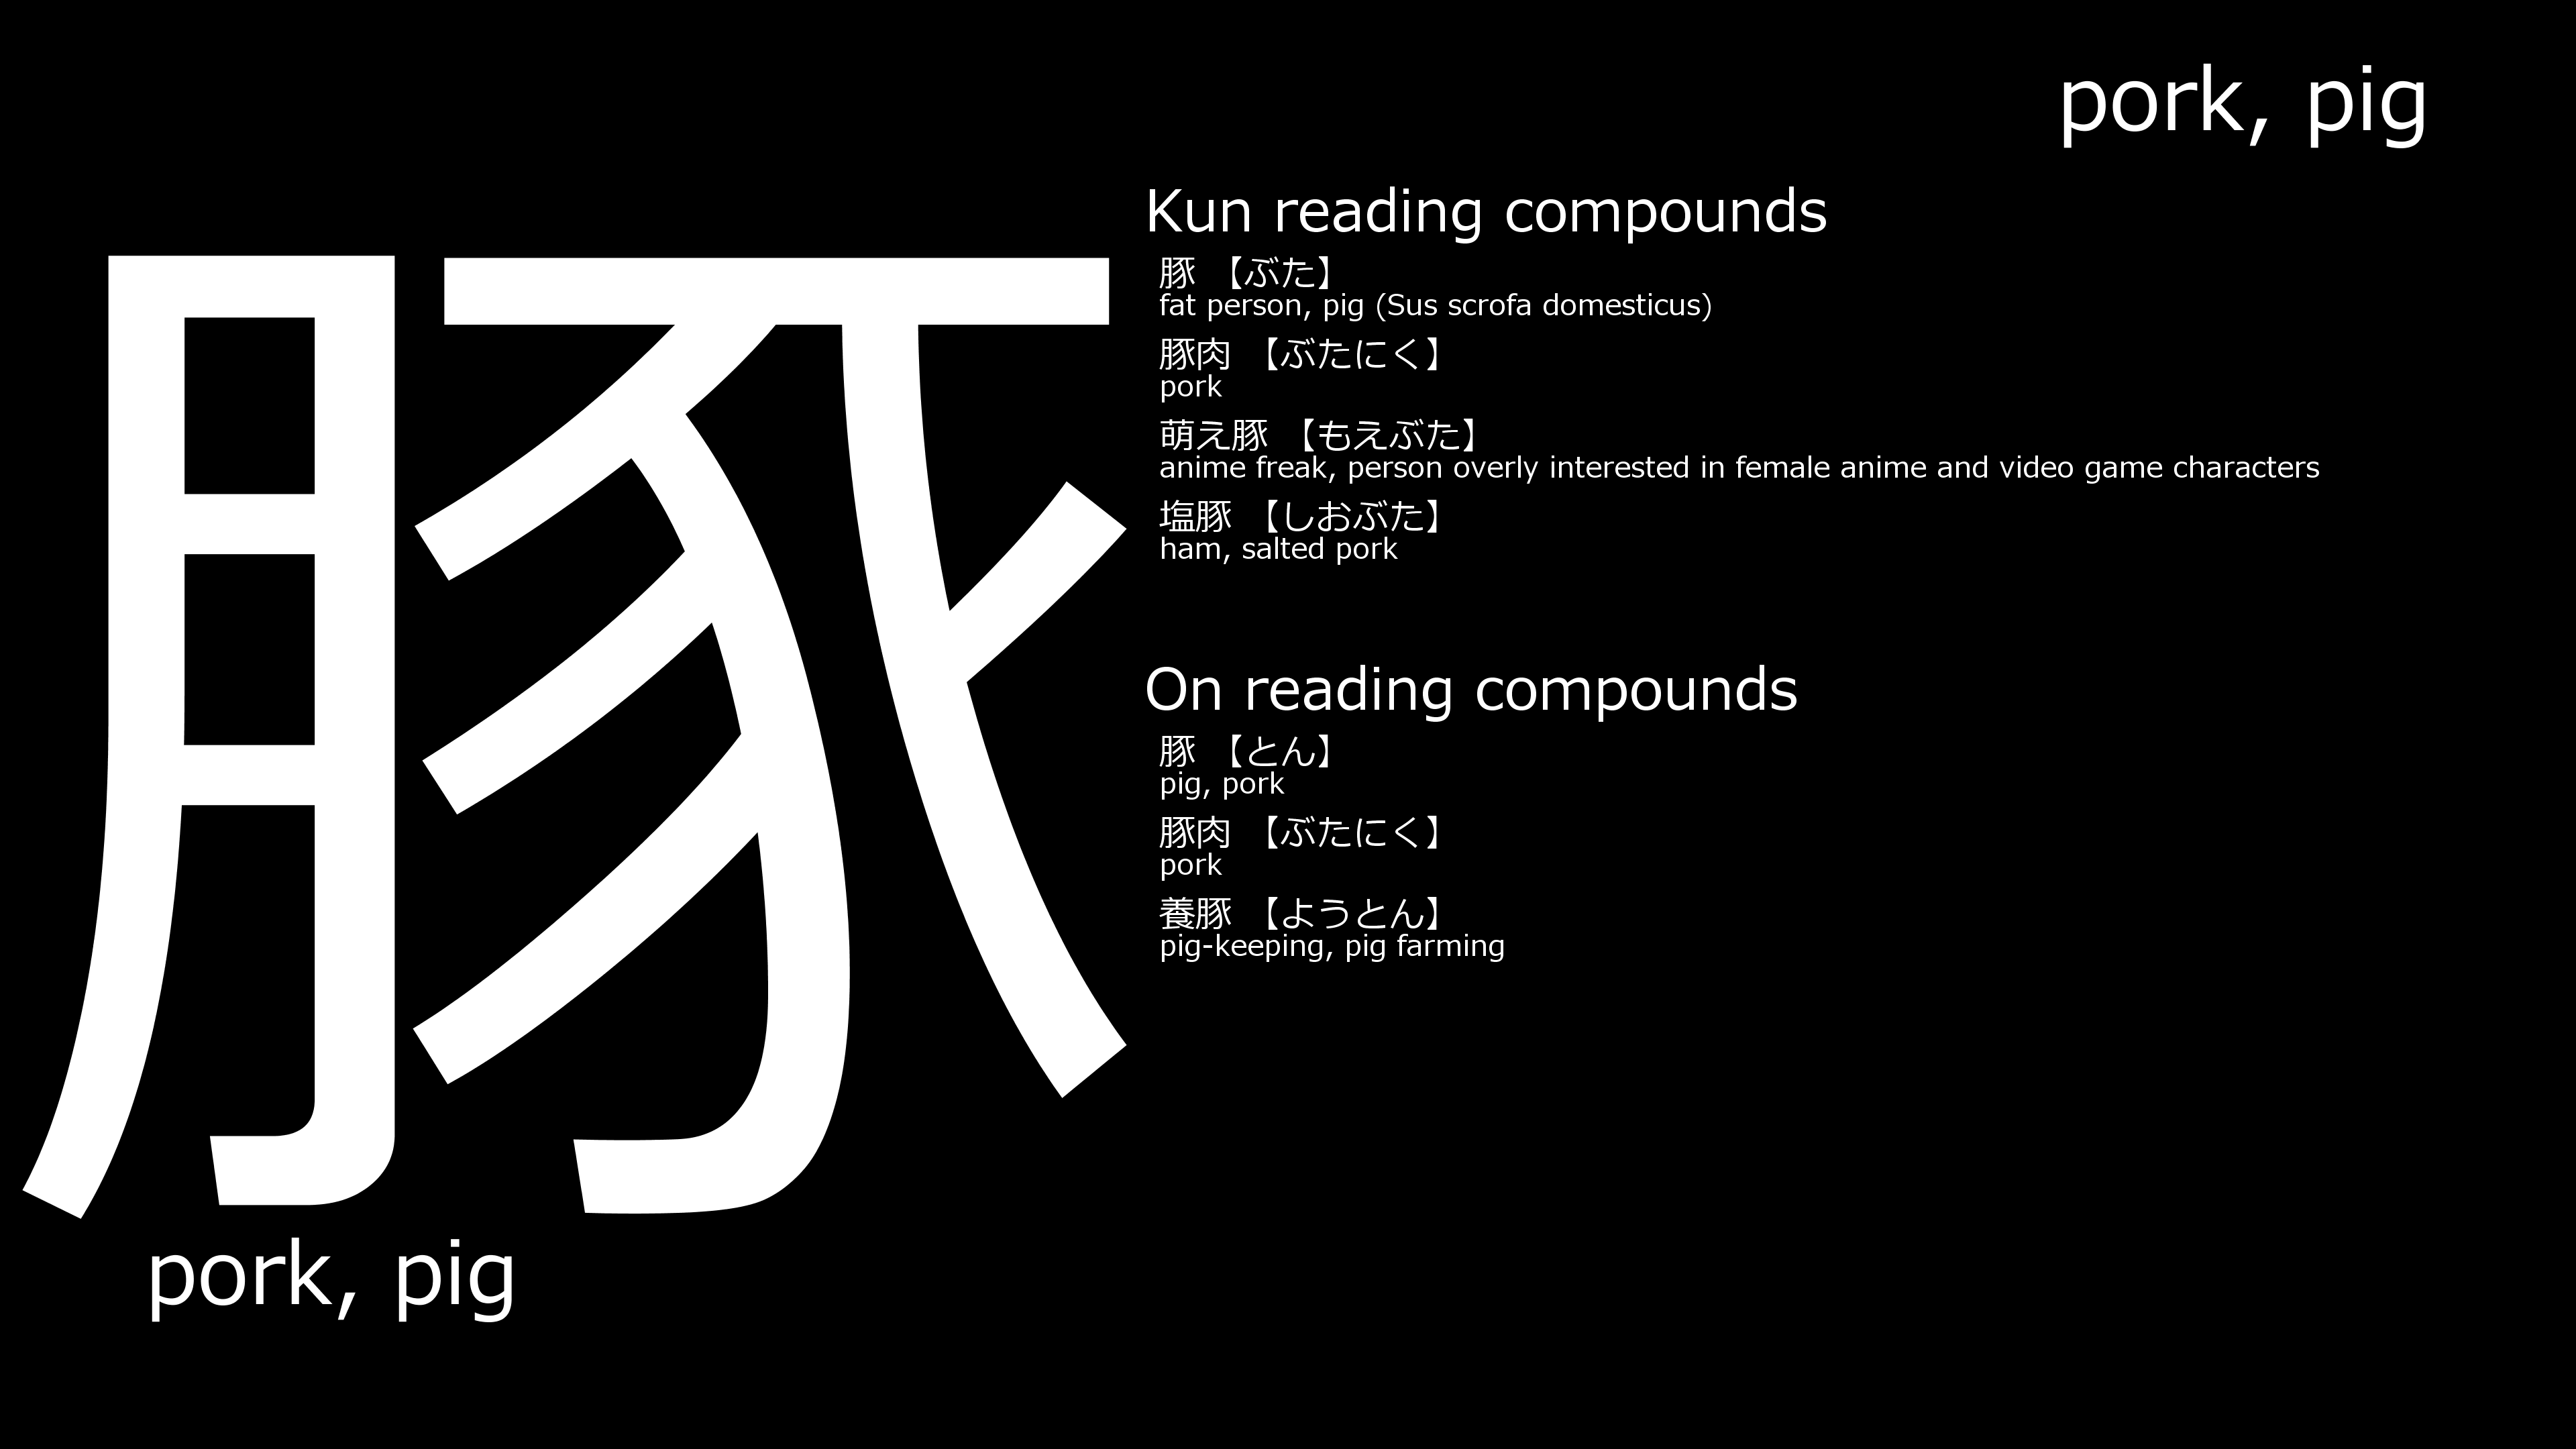 pork, pig
豚
pork, pig
Kun reading compounds
豚 【ぶた】
fat person, pig (Sus scrofa domesticus)
豚肉 【ぶたにく】
pork
萌え豚 【もえぶた】
anime freak, person overly interested in female anime and video game characters
塩豚 【しおぶた】
ham, salted pork
On reading compounds
豚 【とん】
pig, pork
豚肉 【ぶたにく】
pork
養豚 【ようとん】
pig-keeping, pig farming